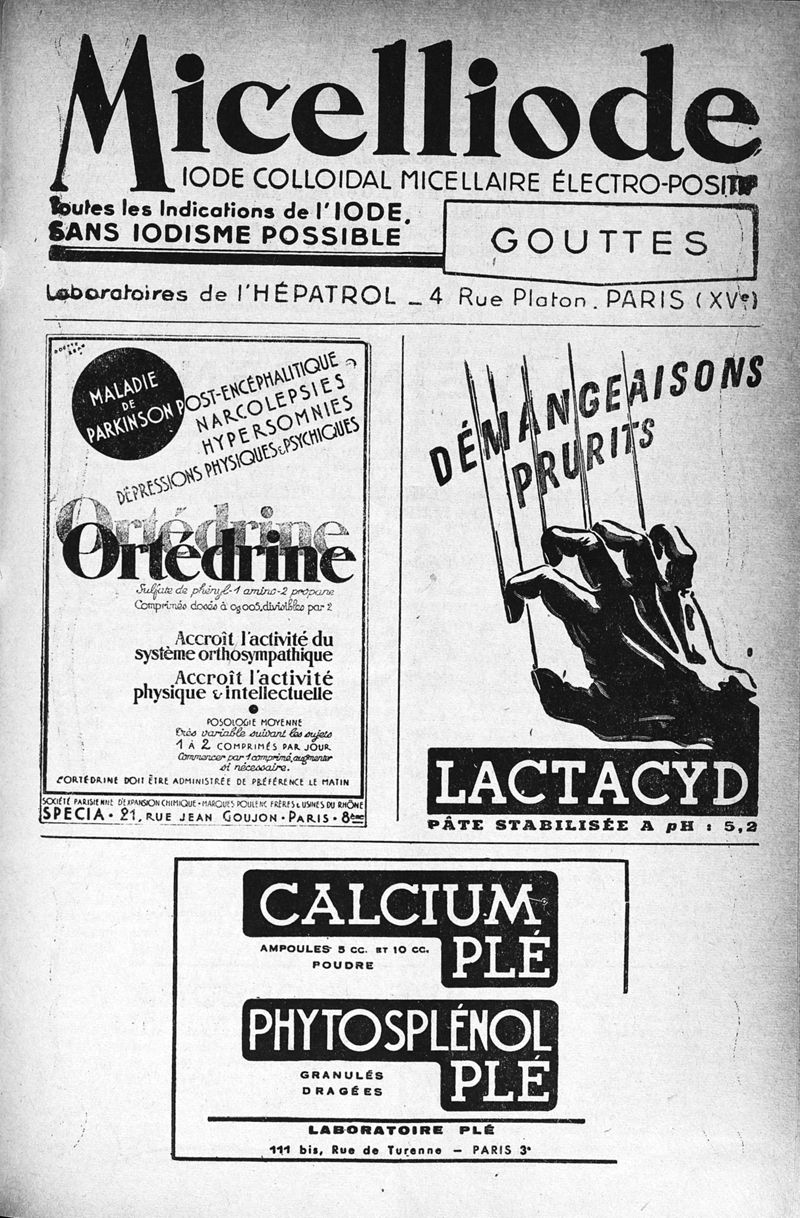 Micelliode
IODE COLLOIDAL MICELLAIRE ÉLECTRO-POSITIF
Toutes les Indications de l'IODE,
SANS IODISME POSSIBLE
GOUTTES
Laboratoires de l'HÉPATROL _ 4 Rue Platon. PARIS (XVe)
MALADIE
DE
PARKINSON POST-ENCÉPHALITIQUE
NARCOLEPSIES
HYPERSOMNIES
DÉPRESSIONS PHYSIQUES & PSYCHIQUES
Ortédrine
Ortédrine
Sulfate de phényl-1 amino-2 propane
Comprimés dosés à 0g005, divisibles par 2
Accroît l'activité du
système orthosympathique
Accroît l'activité
physique & intellectuelle
POSOLOGIE MOYENNE
très variable suivant les sujets
1 À 2 COMPRIMÉS PAR JOUR
Commencer par 1 comprimé, augmenter
si nécessaire.
L'ORTÉDRINE DOIT ÊTRE ADMINISTRÉE DE PRÉFÉRENCE LE MATIN
SOCIÉTÉ PARISIENNE D'EXPANSION CHIMIQUE - MARQUES POULENC FRÈRES & USINES DU RHÔNE
SPECIA • 21, RUE JEAN GOUJON • PARIS • 8ème
DÉMANGEAISONS
PRURITS
LACTACYD
PÂTE STABILISÉE A pH : 5,2
CALCIUM
PLÉ
AMPOULES 5 CC. ET 10 CC.
POUDRE
PHYTOSPLÉNOL
PLÉ
GRANULÉS
DRAGÉES
LABORATOIRE PLÉ
111 bis, Rue de Turenne — PARIS 3e